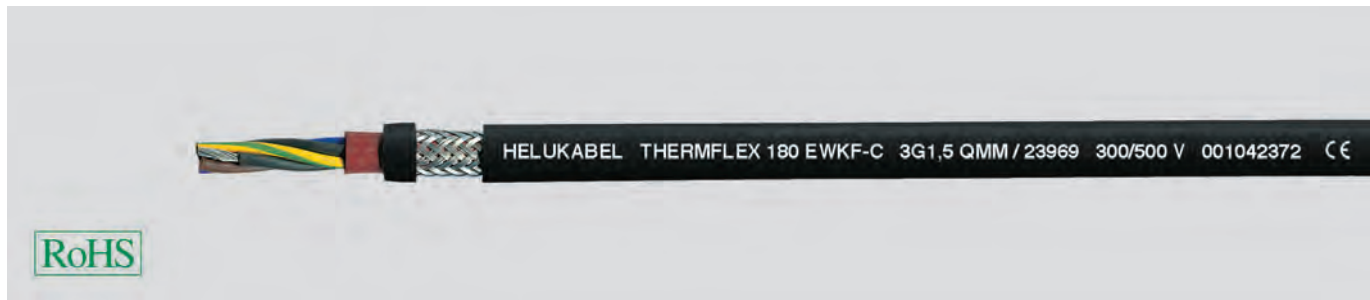 HELUKABEL THERMFLEX 180 EWKF-C 3G1,5 QMM / 23969 300/500 V 001042372 CE
RoHS